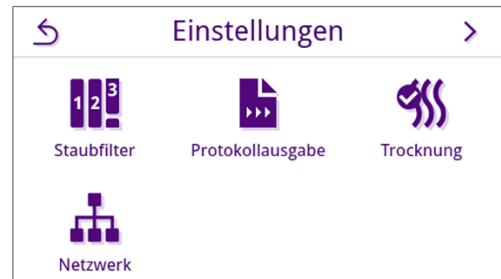 Einstellungen
1 2 3
Staubfilter
Protokollausgabe
Trocknung
Netzwerk